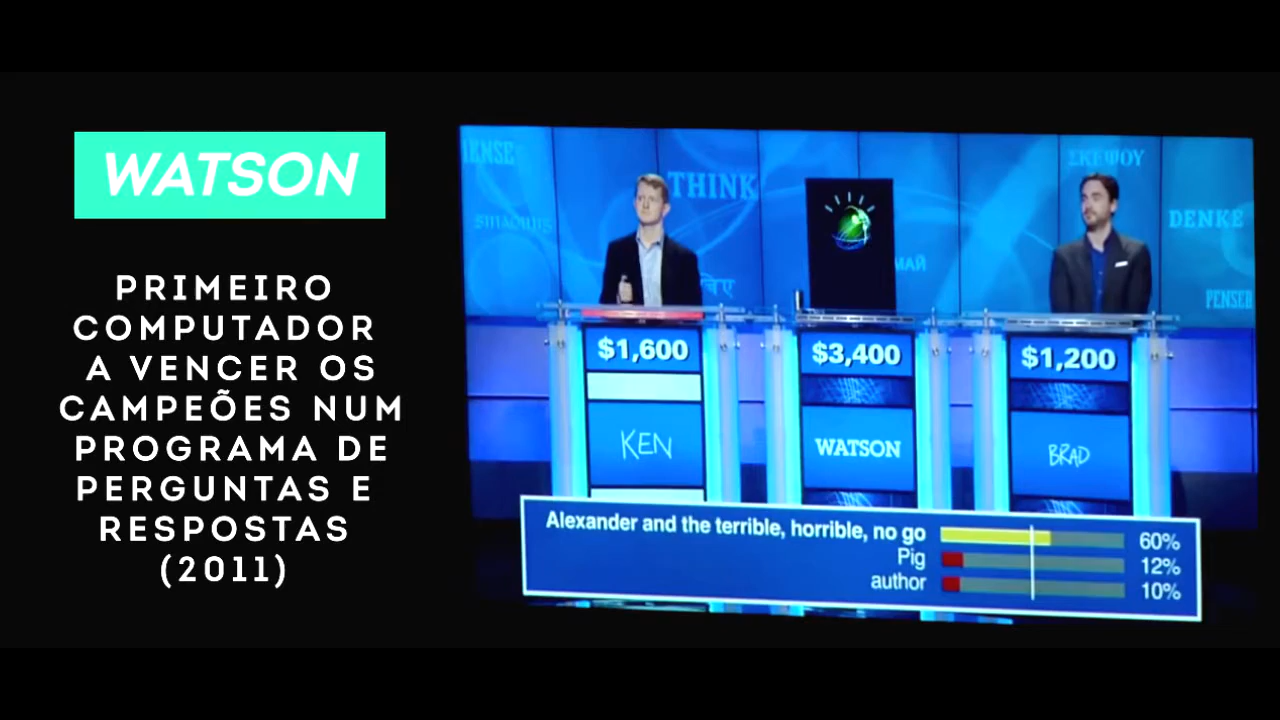 WATSON
PRIMEIRO
COMPUTADOR
A VENCER OS
CAMPEÕES NUM
PROGRAMA DE
PERGUNTAS E
RESPOSTAS
(2011)
THINK
ΣΚΕΨΟΥ
DENKE
$1,600
$3,400
$1,200
KEN
WATSON
BRAD
Alexander and the terrible, horrible, no go 60%
Pig 12%
author 10%